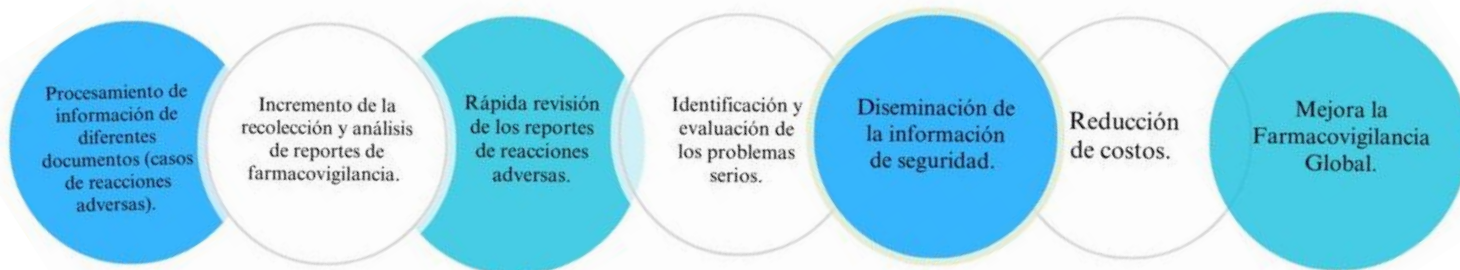 Procesamiento de
información de
diferentes
documentos (casos
de reacciones
adversas).
Incremento de la
recolección y análisis
de reportes de
farmacovigilancia.
Rápida revisión
de los reportes
de reacciones
adversas.
Identificación y
evaluación de
los problemas
serios.
Diseminación de
la información
de seguridad.
Reducción
de costos.
Mejora la
Farmacovigilancia
Global.